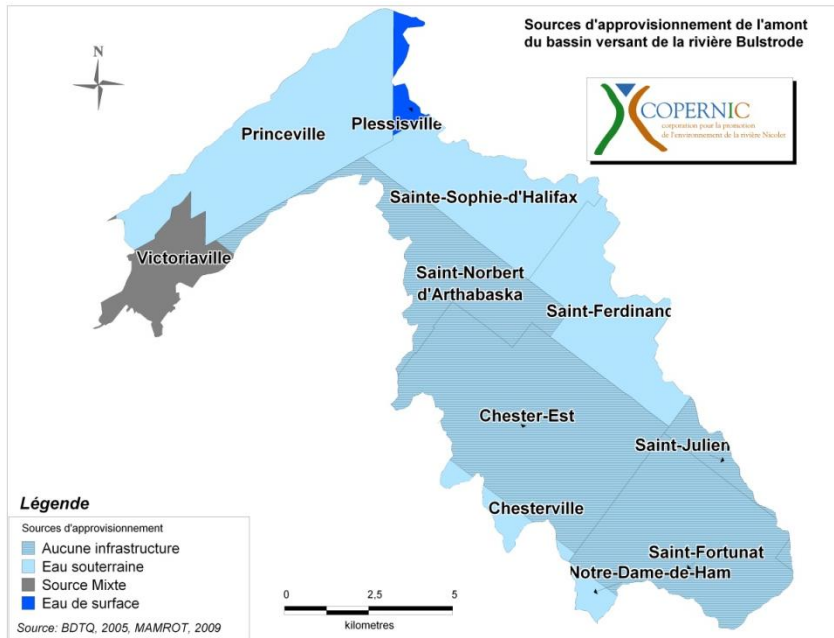 Sources d'approvisionnement de l'amont
du bassin versant de la rivière Bulstrode
N
COPERNIC
corporation pour la promotion
de l'environnement de la rivière Nicolet
Plessisville
Princeville
Sainte-Sophie-d'Halifax
Victoriaville
Saint-Norbert
d'Arthabaska
Saint-Ferdinand
Chester-Est
Saint-Julien
Chesterville
Saint-Fortunat
Notre-Dame-de-Ham
Légende
Sources d'approvisionnement
Aucune infrastructure
Eau souterraine
Source Mixte
Eau de surface
Source: BDTQ, 2005, MAMROT, 2009
0 2,5 5
kilometres